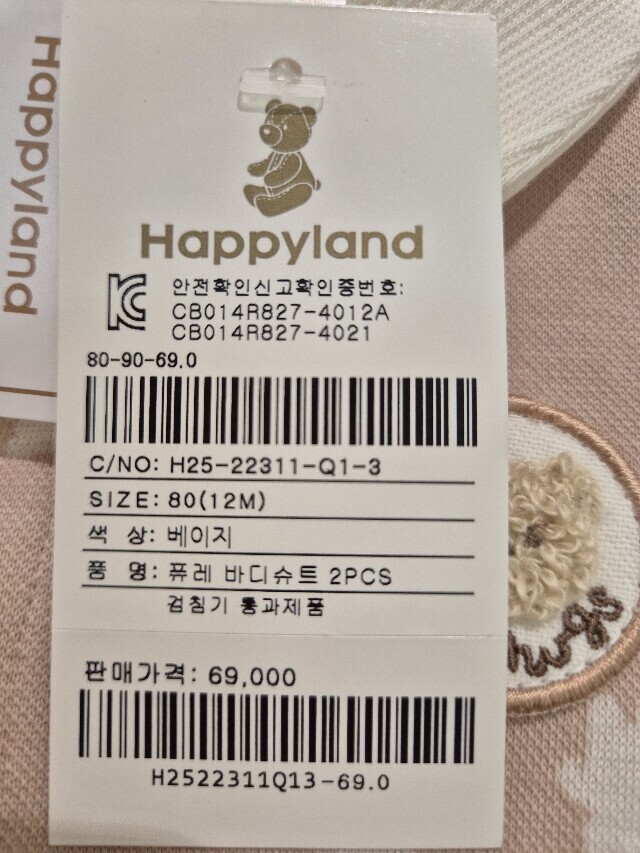 Happyland
Happyland
안전확인신고확인증번호:
CB014R827-4012A
CB014R827-4021
80-90-69.0
C/NO: H25-22311-Q1-3
SIZE: 80(12M)
색 상: 베이지
품 명: 퓨레 바디슈트 2PCS
검침기 통과제품
판매가격: 69,000
H2522311Q13-69.0
hugs